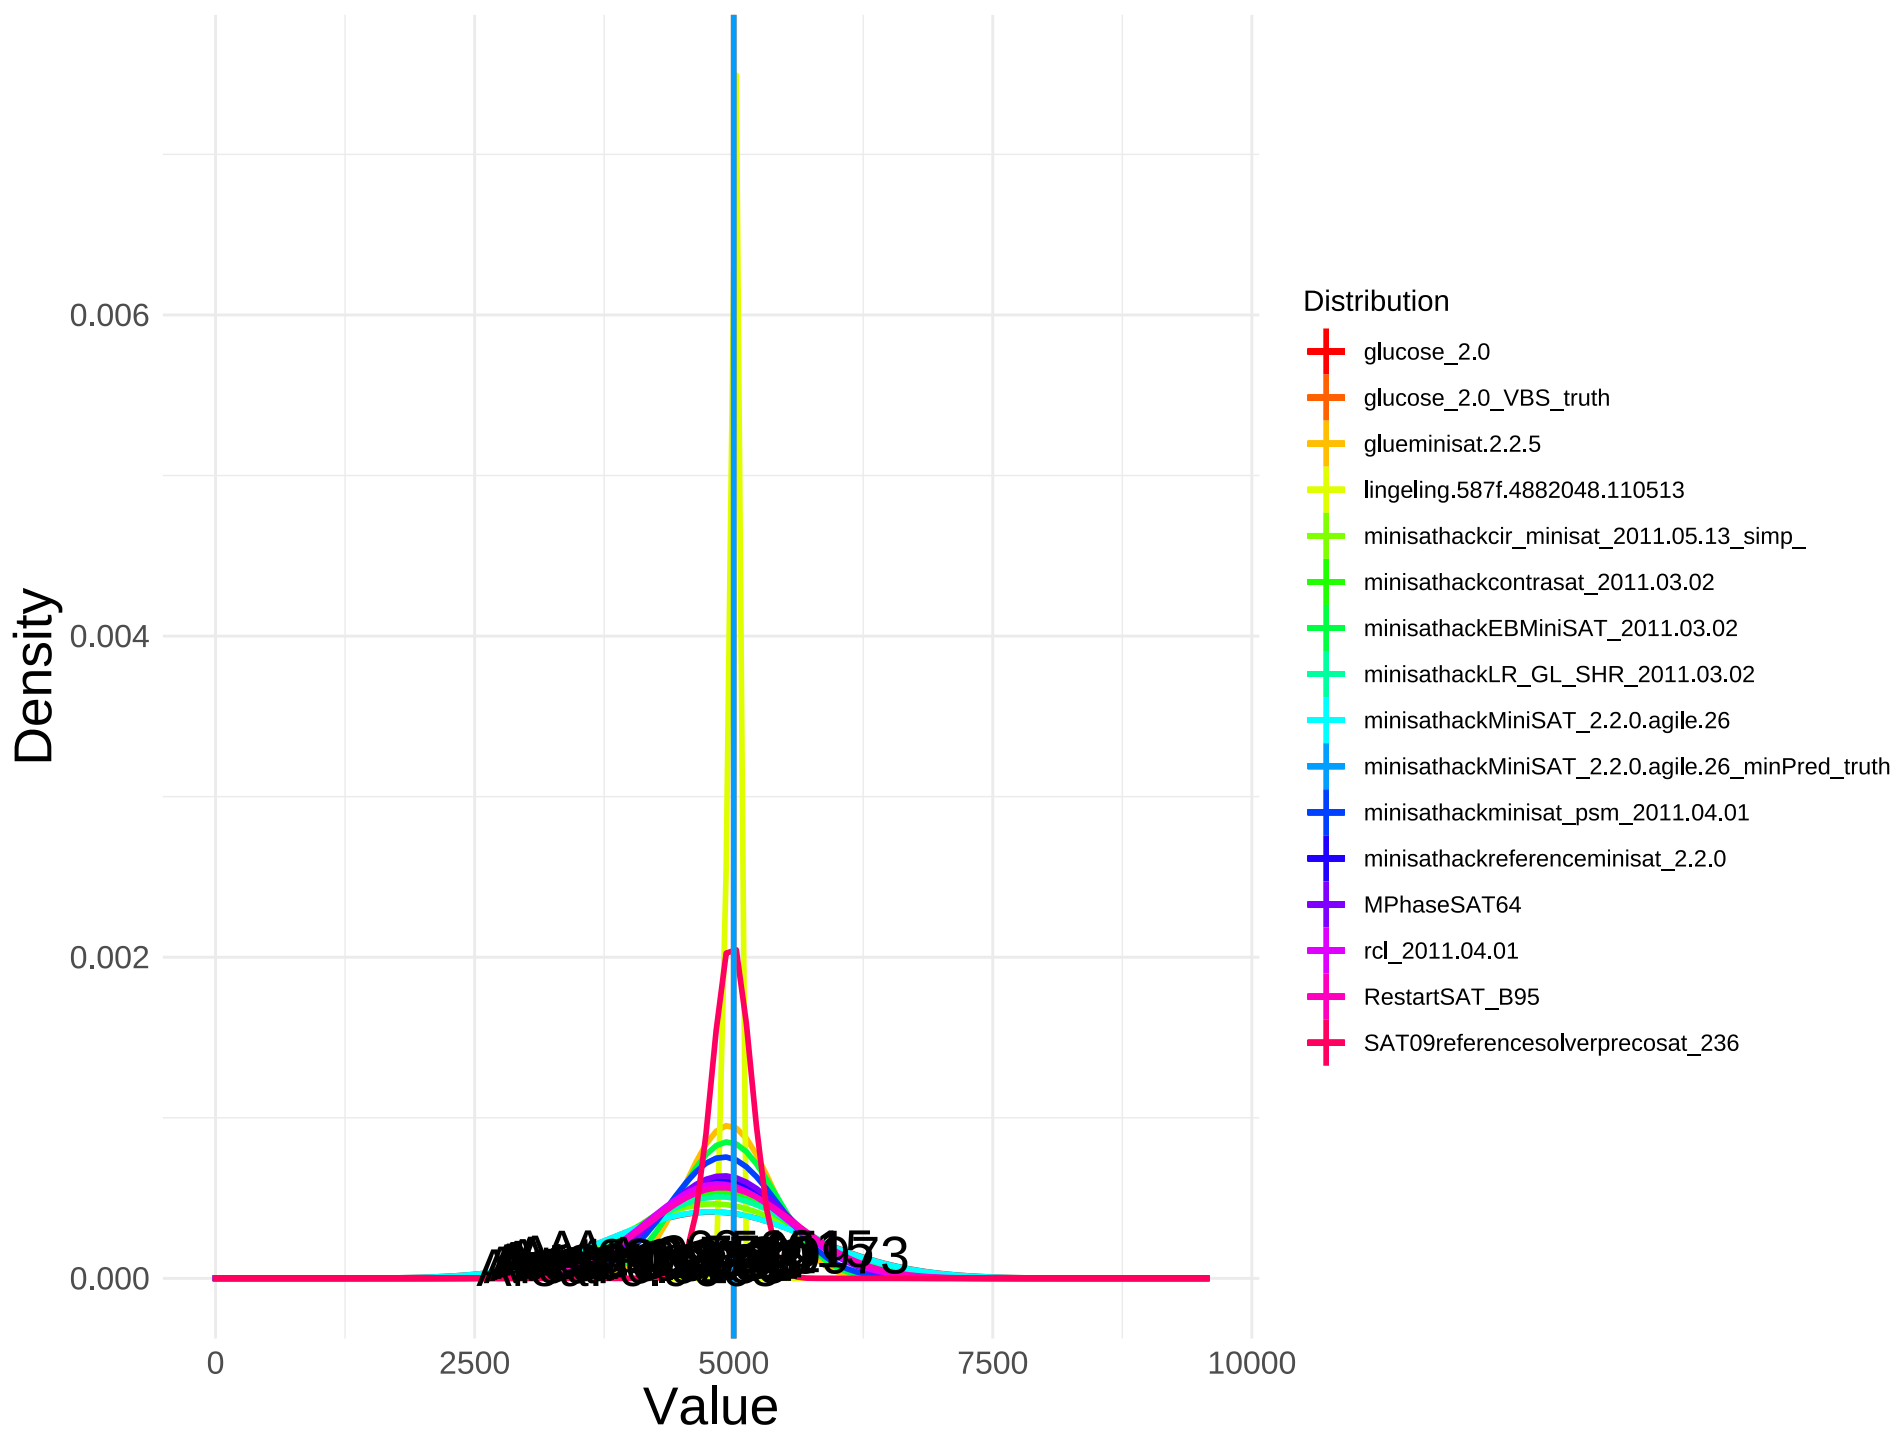 0.006
0.004
0.002
0.000
Density
0
2500
5000
7500
10000
Value
Distribution
glucose_2.0
glucose_2.0_VBS_truth
glueminisat.2.2.5
lingeling.587f.4882048.110513
minisathackcir_minisat_2011.05.13_simp_
minisathackcontrasat_2011.03.02
minisathackEBMiniSAT_2011.03.02
minisathackLR_GL_SHR_2011.03.02
minisathackMiniSAT_2.2.0.agile.26
minisathackMiniSAT_2.2.0.agile.26_minPred_truth
minisathackminisat_psm_2011.04.01
minisathackreferenceminisat_2.2.0
MPhaseSAT64
rcl_2011.04.01
RestartSAT_B95
SAT09referencesolverprecosat_236